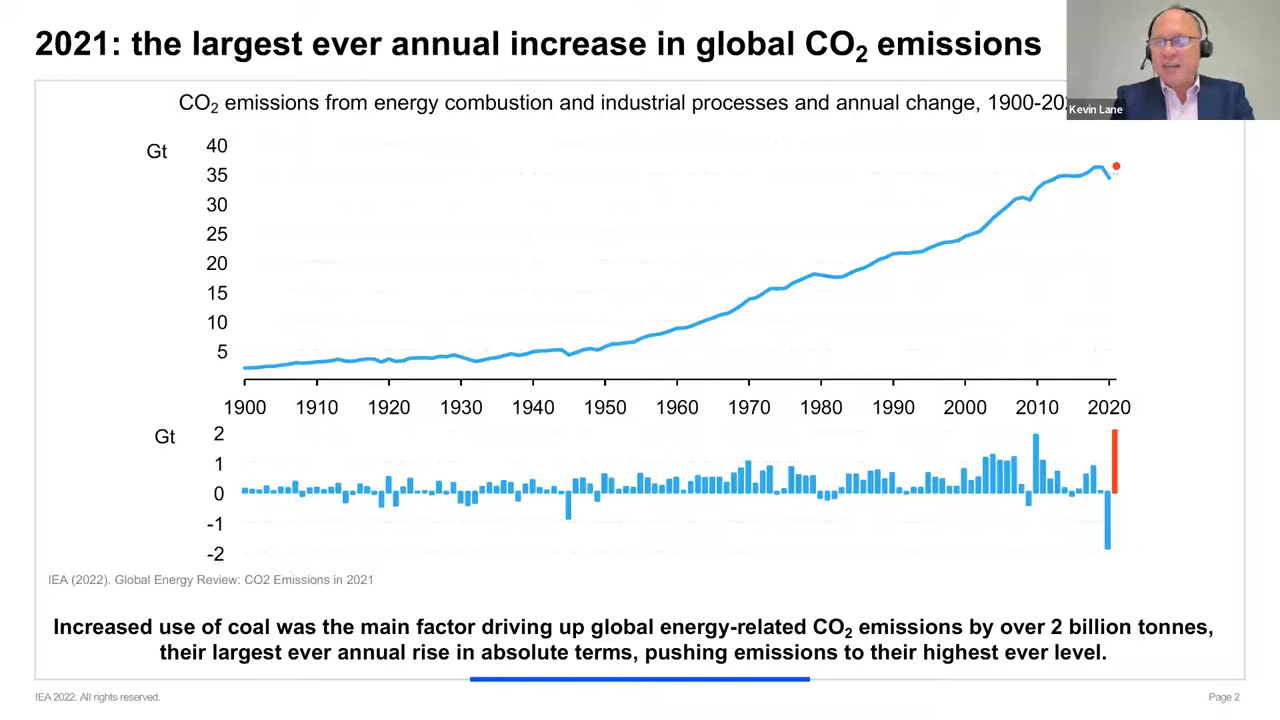 2021: the largest ever annual increase in global CO2 emissions
CO2 emissions from energy combustion and industrial processes and annual change,
Kevin Lane
Gt
40
35
30
25
20
15
10
5
1900 1910 1920 1930 1940 1950 1960 1970 1980 1990 2000 2010 2020
Gt
2
1
0
-1
-2
IEA (2022). Global Energy Review: CO2 Emissions in 2021
Increased use of coal was the main factor driving up global energy-related CO2 emissions by over 2 billion tonnes,
their largest ever annual rise in absolute terms, pushing emissions to their highest ever level.
IEA 2022. All rights reserved.
Page 2